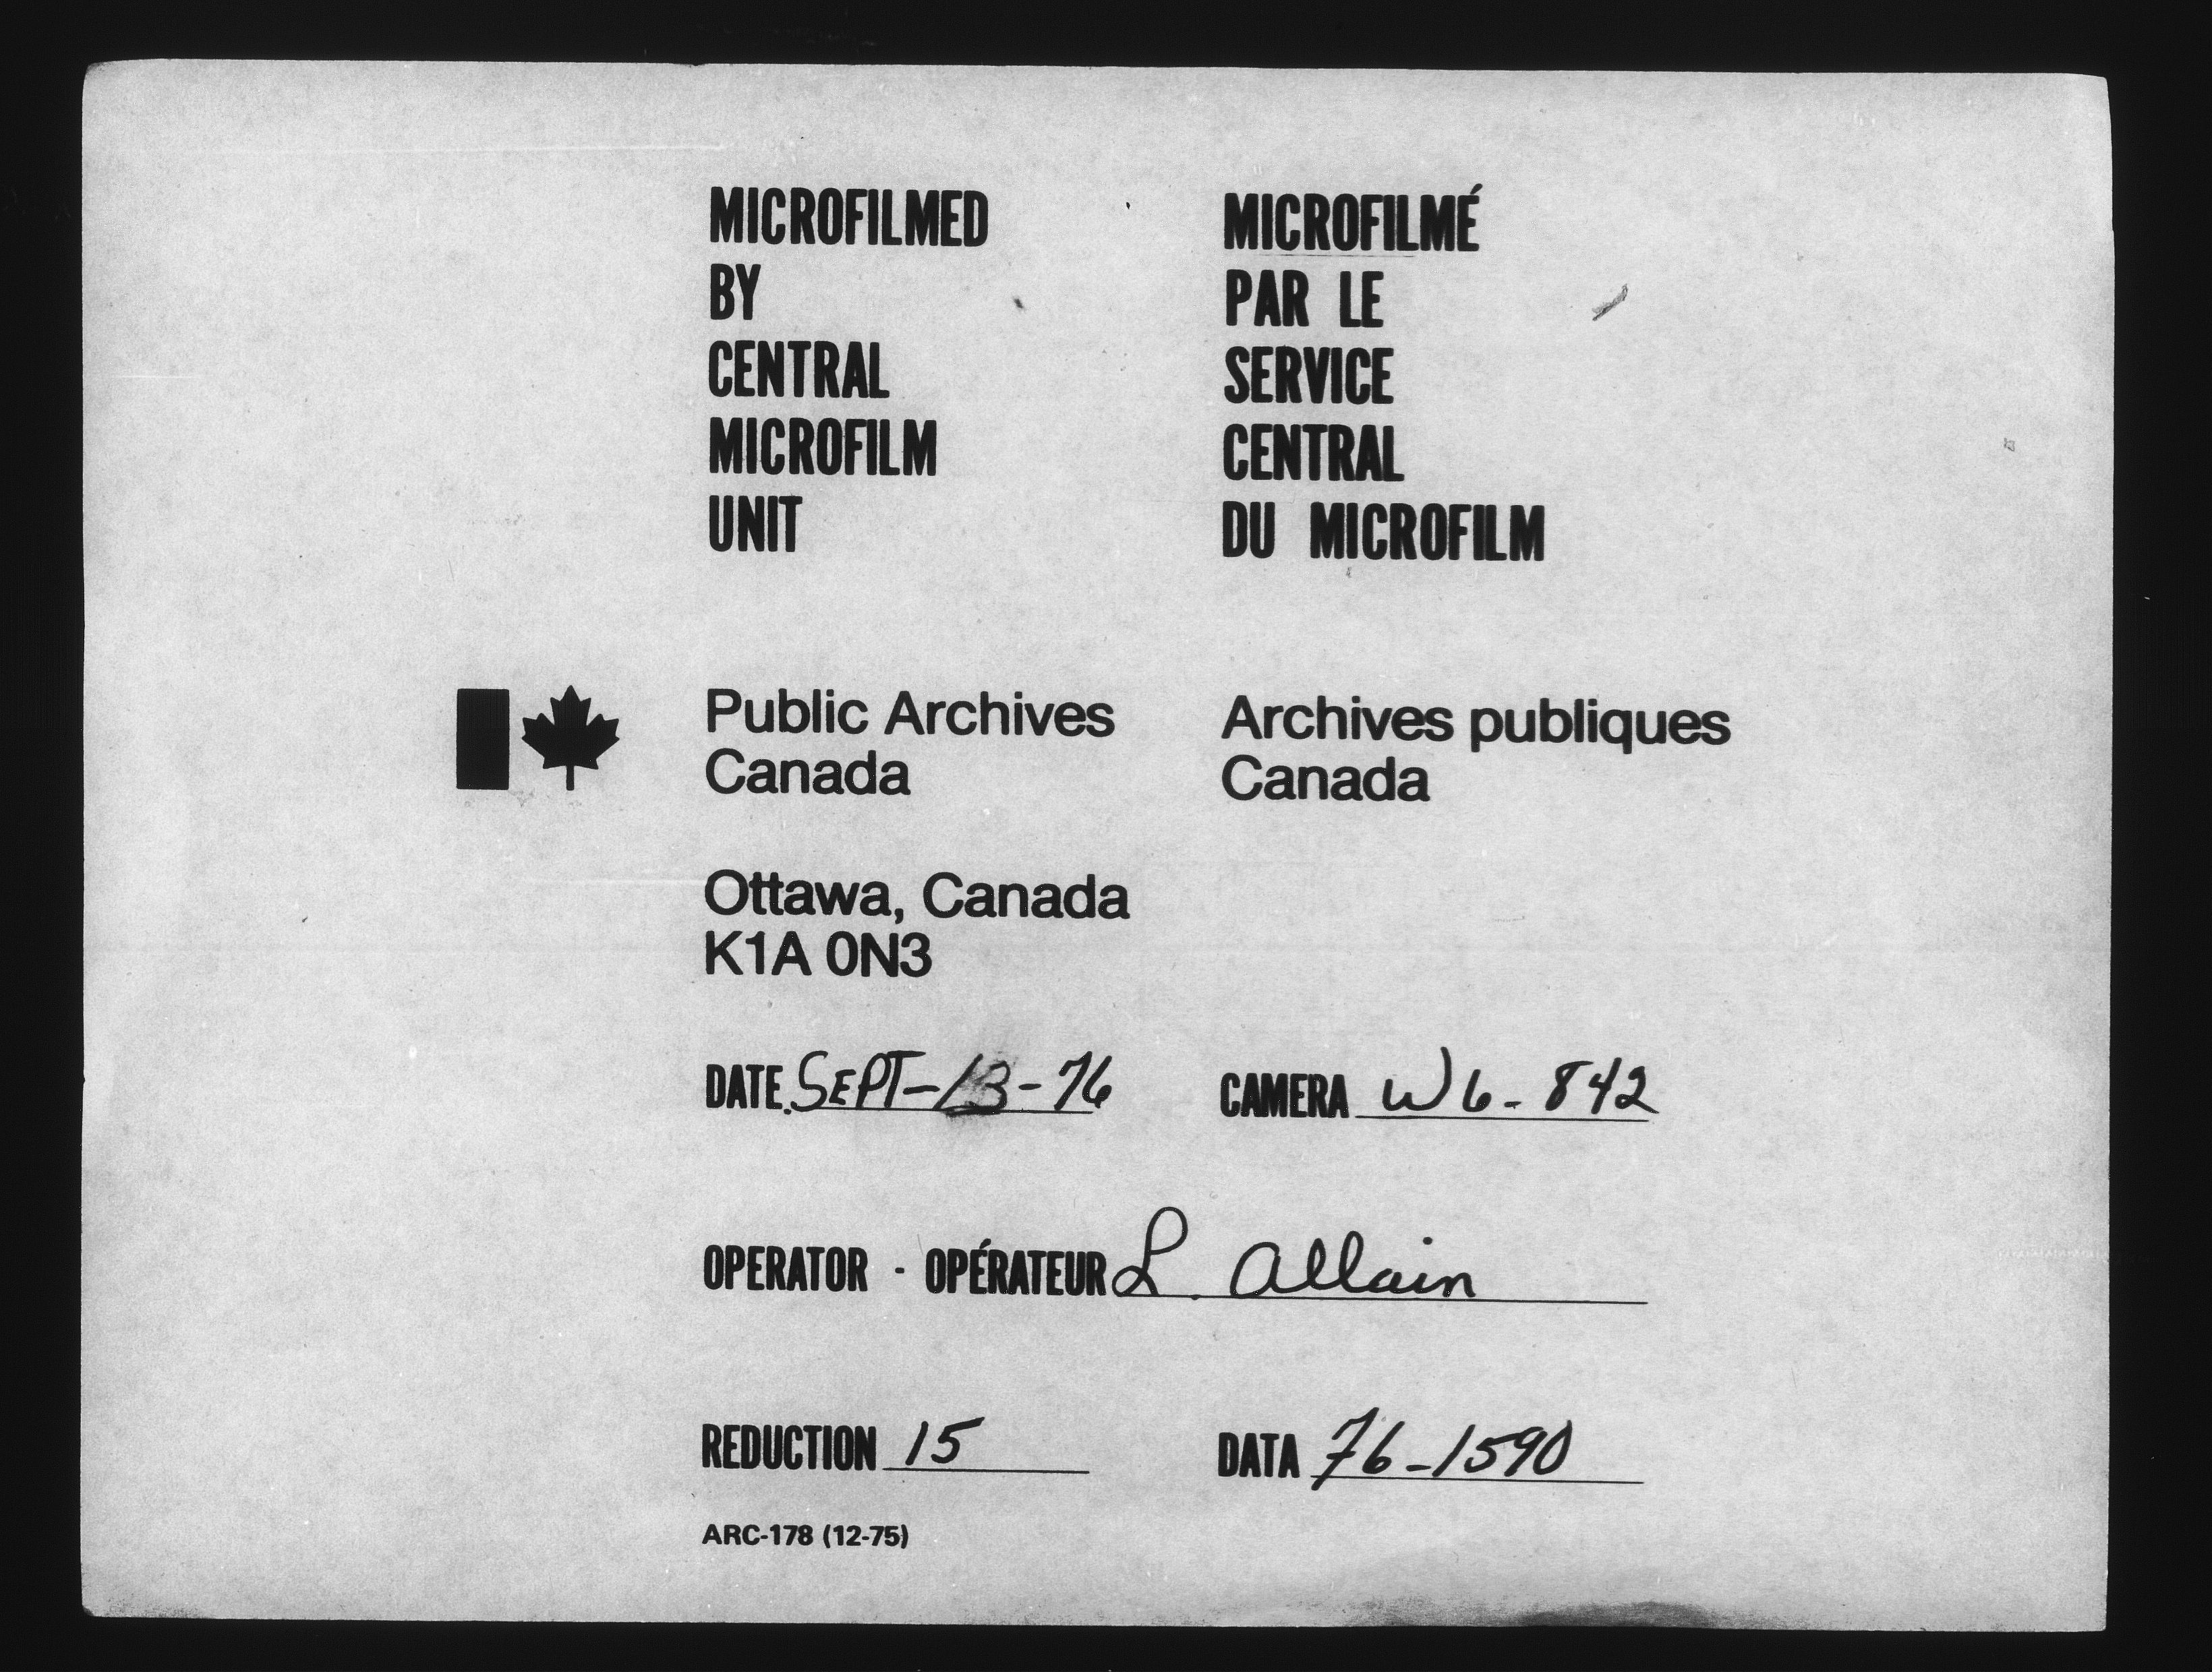 MICROFILMED
BY
CENTRAL
MICROFILM
UNIT
MICROFILMÉ
PAR LE
SERVICE
CENTRAL
DU MICROFILM
Public Archives
Canada
Archives publiques
Canada
Ottawa, Canada
K1A 0N3
DATE. SEPT-13-76
CAMERA W6-842
OPERATOR - OPÉRATEUR L. Allain
REDUCTION 15
DATA 76-1590
ARC-178 (12-75)